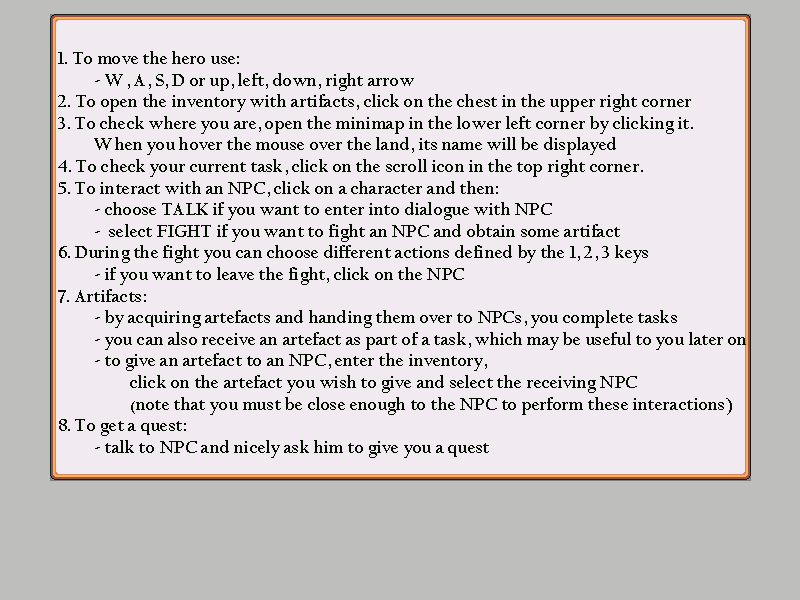 1. To move the hero use:
- W, A, S, D or up, left, down, right arrow
2. To open the inventory with artifacts, click on the chest in the upper right corner
3. To check where you are, open the minimap in the lower left corner by clicking it.
When you hover the mouse over the land, its name will be displayed
4. To check your current task, click on the scroll icon in the top right corner.
5. To interact with an NPC, click on a character and then:
- choose TALK if you want to enter into dialogue with NPC
- select FIGHT if you want to fight an NPC and obtain some artifact
6. During the fight you can choose different actions defined by the 1, 2, 3 keys
- if you want to leave the fight, click on the NPC
7. Artifacts:
- by acquiring artefacts and handing them over to NPCs, you complete tasks
- you can also receive an artefact as part of a task, which may be useful to you later on
- to give an artefact to an NPC, enter the inventory,
click on the artefact you wish to give and select the receiving NPC
(note that you must be close enough to the NPC to perform these interactions)
8. To get a quest:
- talk to NPC and nicely ask him to give you a quest